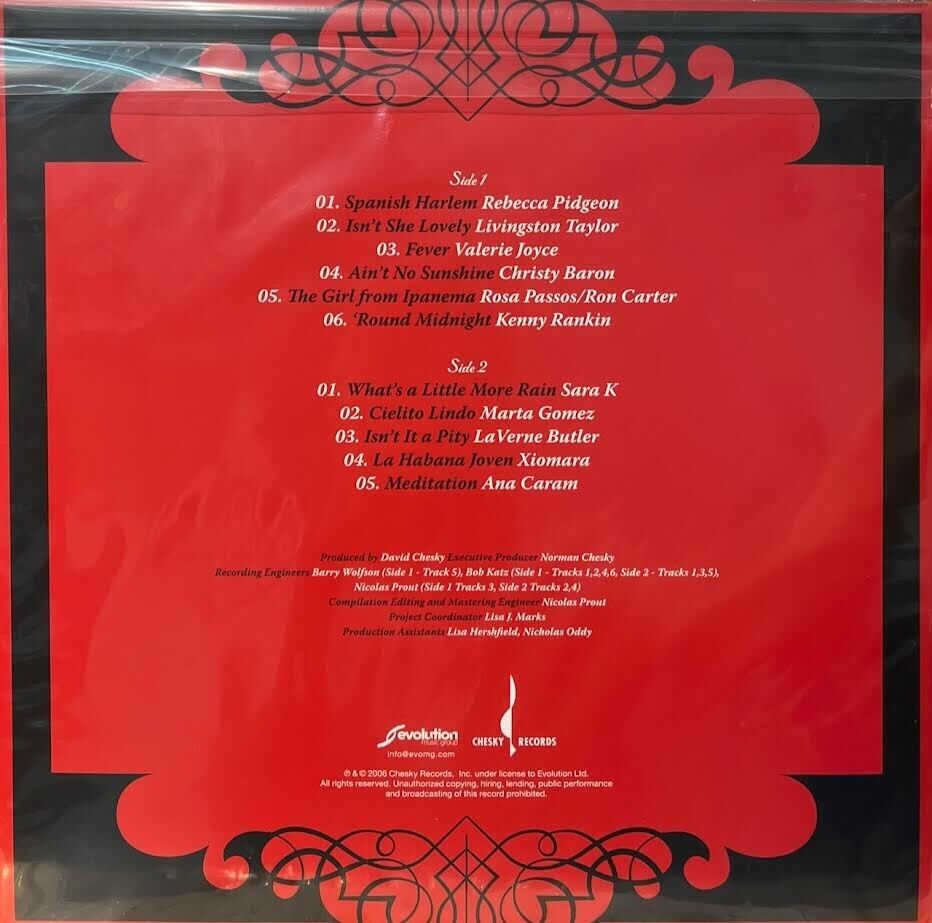 Side 1
01. Spanish Harlem Rebecca Pidgeon
02. Isn't She Lovely Livingston Taylor
03. Fever Valerie Joyce
04. Ain't No Sunshine Christy Baron
05. The Girl from Ipanema Rosa Passos/Ron Carter
06. 'Round Midnight Kenny Rankin
Side 2
01. What's a Little More Rain Sara K
02. Cielito Lindo Marta Gomez
03. Isn't It a Pity LaVerne Butler
04. La Habana Joven Xiomara
05. Meditation Ana Caram
Produced by David Chesky Executive Producer Norman Chesky
Recording Engineers Barry Wolfson (Side 1 - Track 5), Bob Katz (Side 1 - Tracks 1,2,4,6, Side 2 - Tracks 1,3,5),
Nicolas Prout (Side 1 Tracks 3, Side 2 Tracks 2,4)
Compilation Editing and Mastering Engineer Nicolas Prout
Project Coordinator Lisa J. Marks
Production Assistants Lisa Hershfield, Nicholas Oddy
evolution
music group
info@evomg.com
CHESKY RECORDS
℗ & © 2006 Chesky Records, Inc. under license to Evolution Ltd.
All rights reserved. Unauthorized copying, hiring, lending, public performance
and broadcasting of this record prohibited.